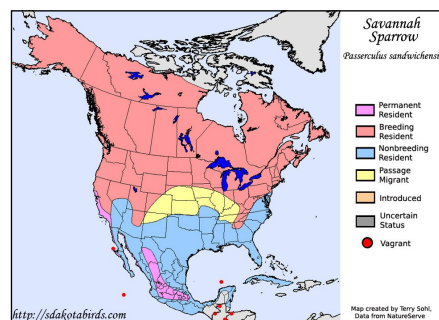 Savannah
Sparrow
Passerculus sandwichensi
Permanent
Resident
Breeding
Resident
Nonbreeding
Resident
Passage
Migrant
Introduced
Uncertain
Status
Vagrant
Map created by Terry Sohl,
Data from NatureServe
http://sdakotabirds.com